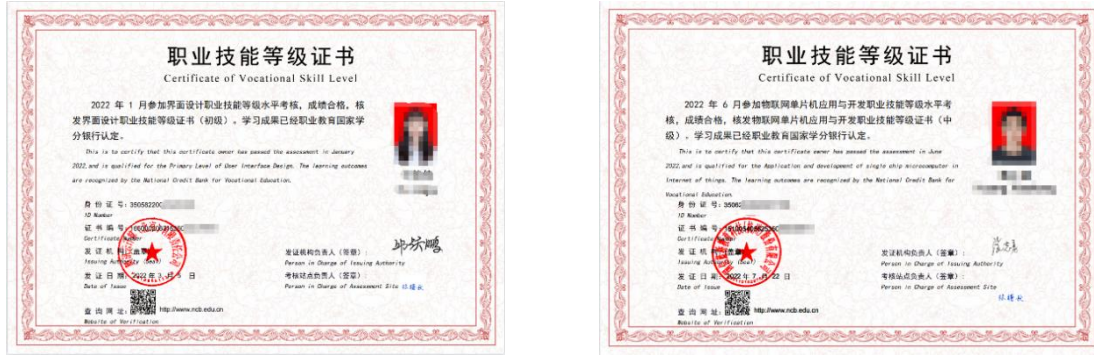 职业技能等级证书
Certificate of Vocational Skill Level
2022 年 1 月参加界面设计职业技能等级水平考核，成绩合格，核
发界面设计职业技能等级证书（初级）。学习成果已经职业教育国家学
分银行认定。
This is to certify that this certificate owner has passed the assessment in January
2022,and is qualified for the Primary Level of User Interface Design. The learning outcomes
are recognized by the National Credit Bank for Vocational Education.
身 份 证 号：
ID Number
证 书 编 号：
Certificate Number
发 证 机 构（盖章）
Issuing Authority (Seal)
发 证 日 期：2022 年 3 月 5 日
Date of Issue
查 询 网 址：http://www.ncb.edu.cn
Website of Verification
发证机构负责人（签章）：
Person in Charge of Issuing Authority
考核站点负责人（签章）：
Person in Charge of Assessment Site
职业技能等级证书
Certificate of Vocational Skill Level
2022 年 6 月参加物联网单片机应用与开发职业技能等级水平考
核，成绩合格，核发物联网单片机应用与开发职业技能等级证书（中
级）。学习成果已经职业教育国家学分银行认定。
This is to certify that this certificate owner has passed the assessment in June
2022,and is qualified for the Application and development of single chip microcomputer in
Internet of things. The learning outcomes are recognized by the National Credit Bank for
Vocational Education.
身 份 证 号：
ID Number
证 书 编 号：
Certificate Number
发 证 机 构（盖章）
Issuing Authority (Seal)
发 证 日 期：2022 年 7 月 22 日
Date of Issue
查 询 网 址：http://www.ncb.edu.cn
Website of Verification
发证机构负责人（签章）：
Person in Charge of Issuing Authority
考核站点负责人（签章）：
Person in Charge of Assessment Site